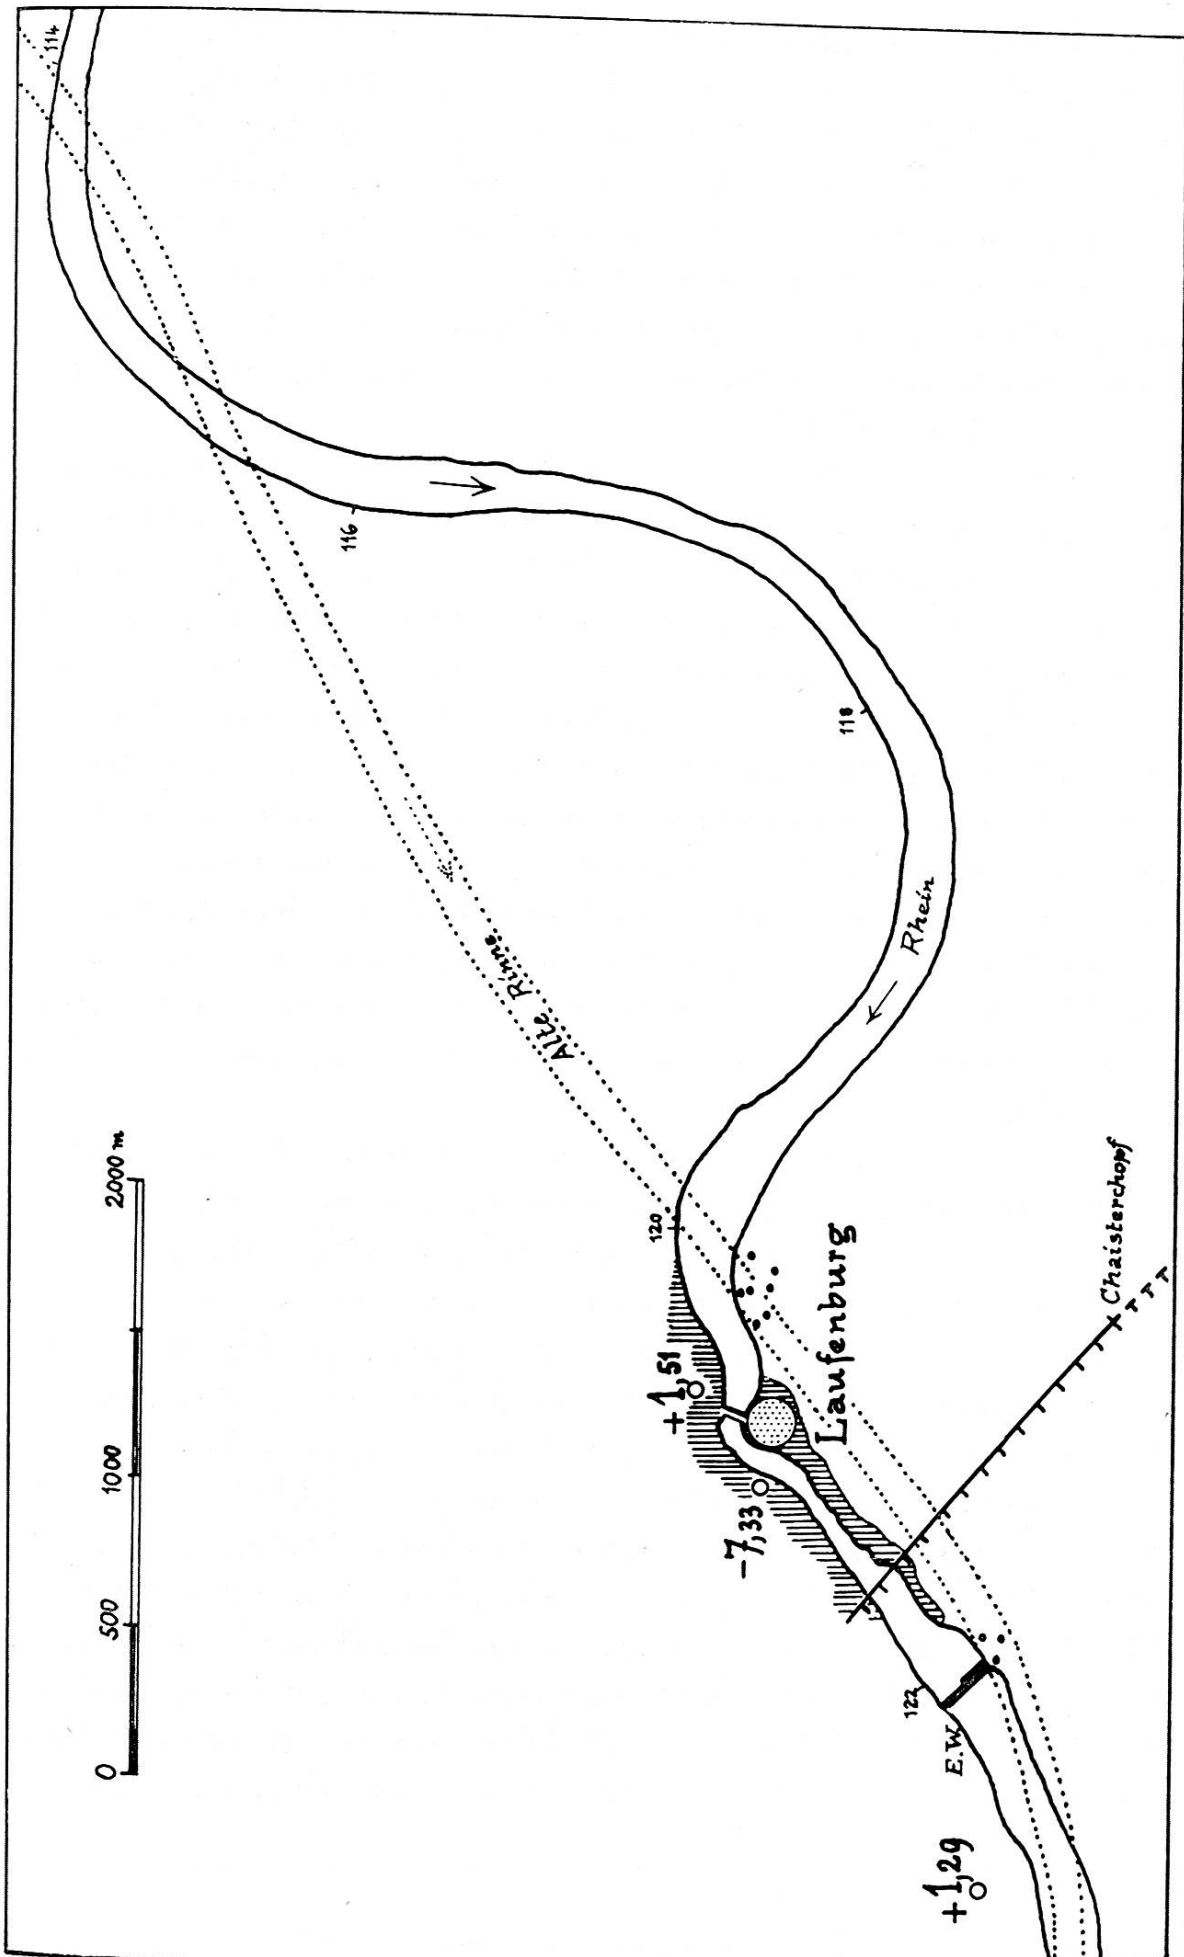 114
116
118
Rhein
Alte Rinne
2000 m
1000
500
0
120
Laufenburg
Chaisterchopf
+1,51
-7,33
122
E.W.
+1,29